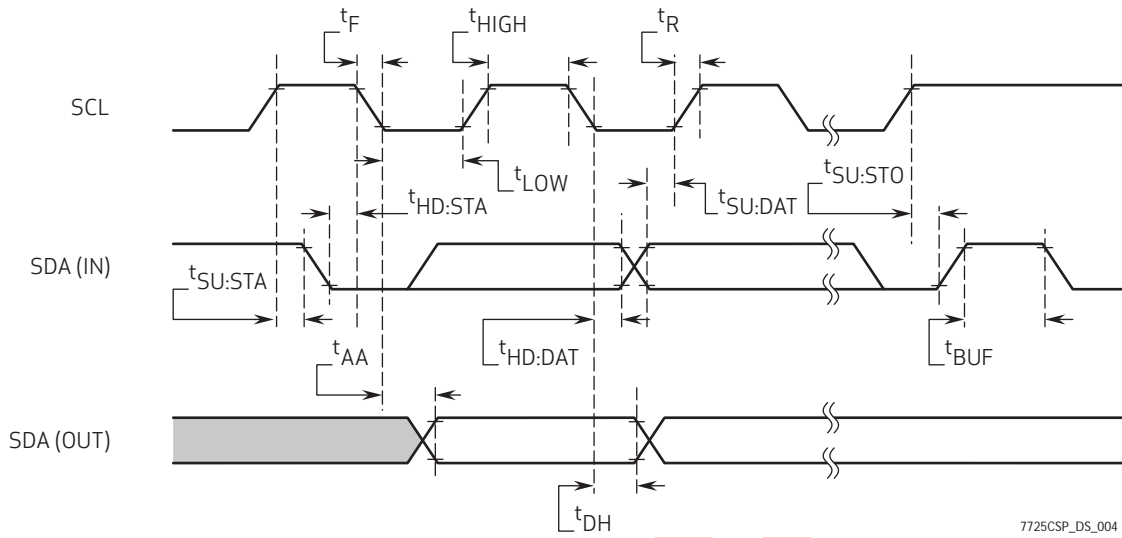 tF
tHIGH
tR
SCL
tLOW
tSU:STO
tHD:STA
tSU:DAT
SDA (IN)
tSU:STA
tAA
tHD:DAT
tBUF
SDA (OUT)
tDH
7725CSP_DS_004